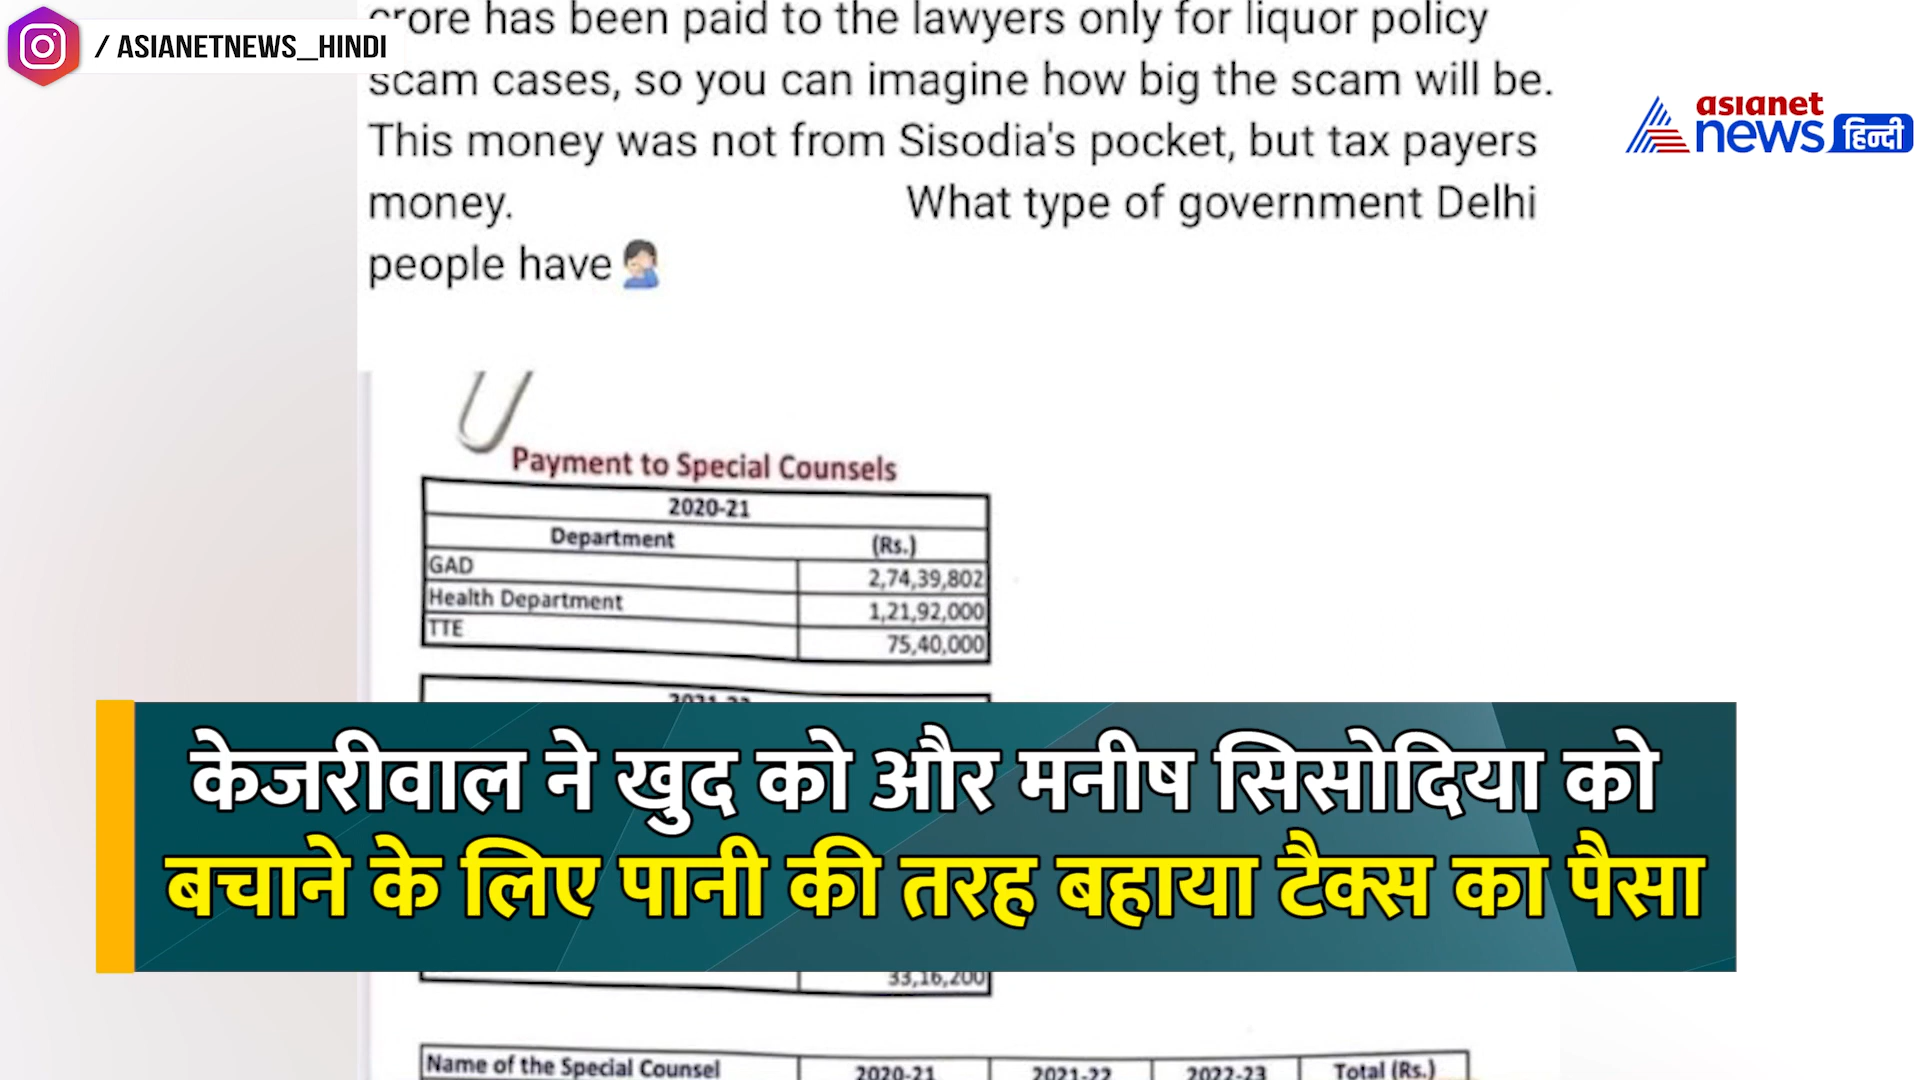 / ASIANETNEWS_HINDI
crore has been paid to the lawyers only for liquor policy
scam cases, so you can imagine how big the scam will be.
This money was not from Sisodia's pocket, but tax payers
money. What type of government Delhi
people have
asianet
news हिन्दी
Payment to Special Counsels
2020-21
Department (Rs.)
GAD 2,74,39,802
Health Department 1,21,92,000
TTE 75,40,000
केजरीवाल ने खुद को और मनीष सिसोदिया को
बचाने के लिए पानी की तरह बहाया टैक्स का पैसा
33,16,200
Name of the Special Counsel 2020-21 2021-22 2022-23 Total (Rs.)